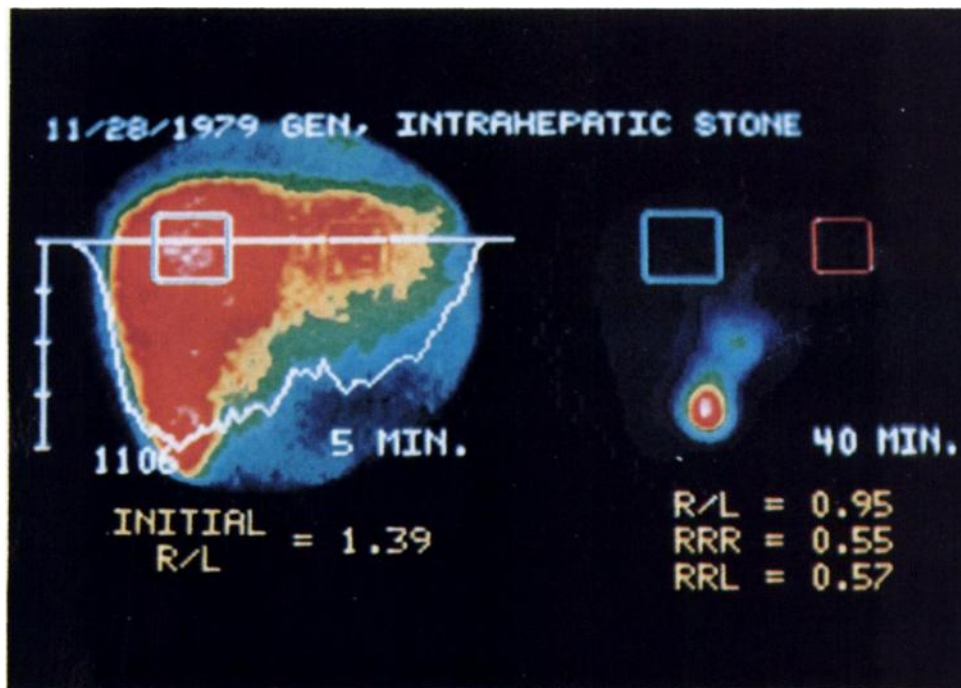 11/28/1979 GEN, INTRAHEPATIC STONE
1106
5 MIN.
40 MIN.
INITIAL
R/L = 1.39
R/L = 0.95
RRR = 0.55
RRL = 0.57